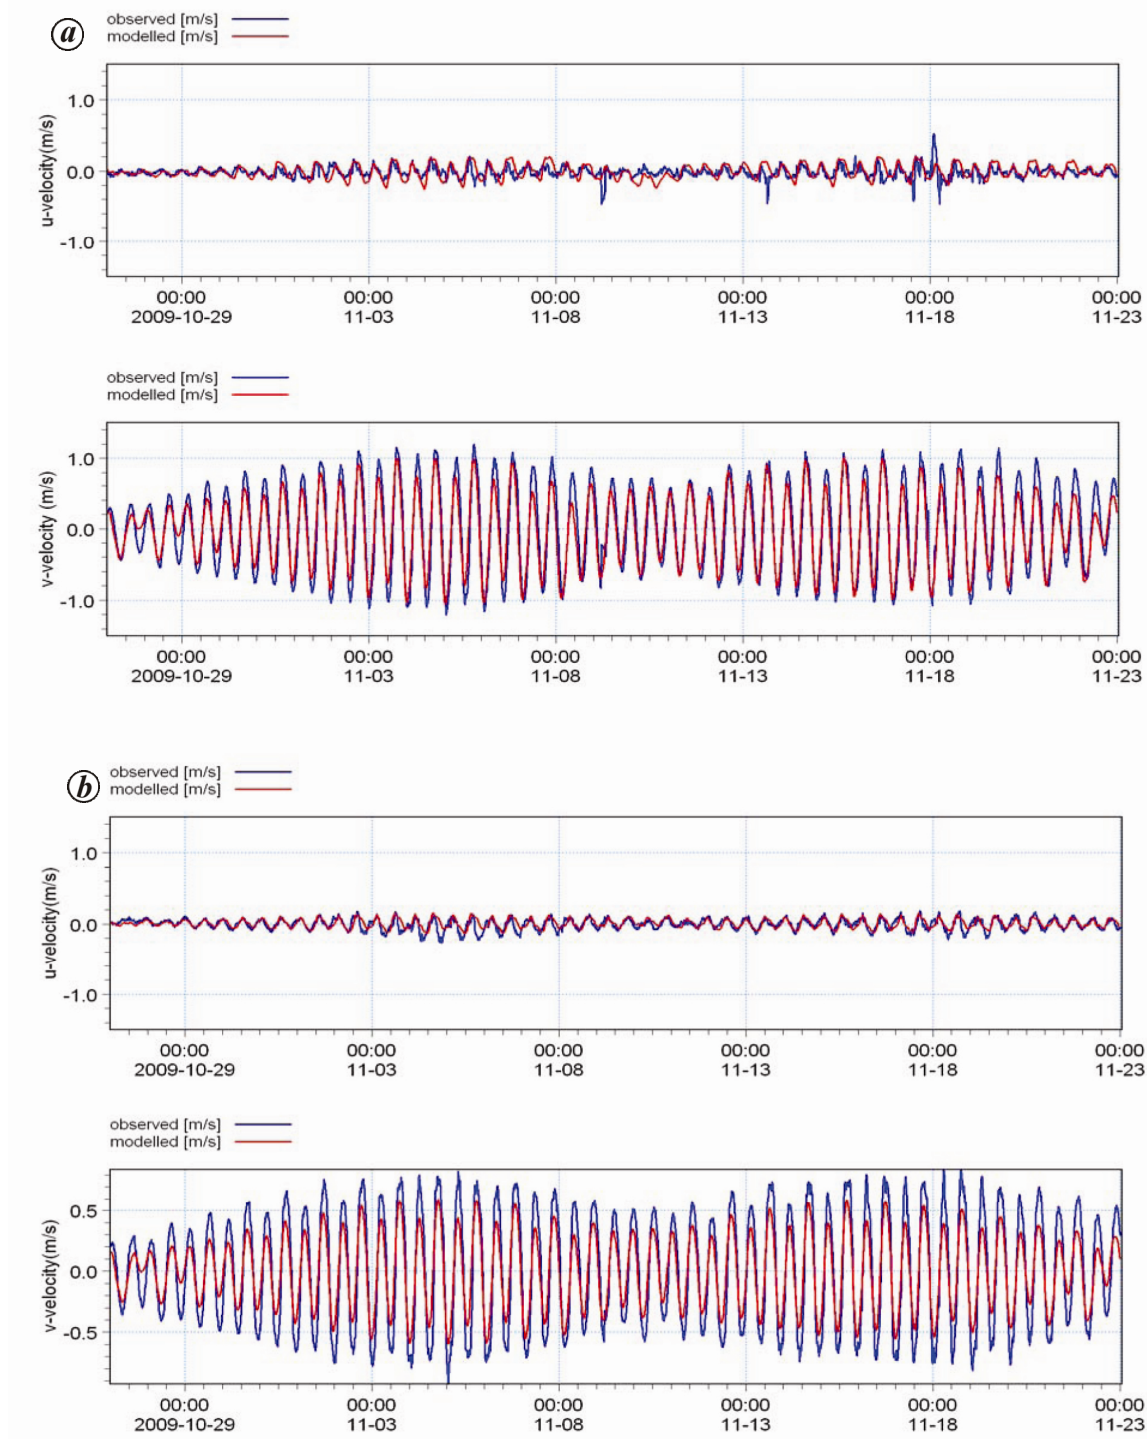 a
observed [m/s]
modelled [m/s]
u-velocity(m/s)
1.0
0.0
-1.0
00:00 00:00 00:00 00:00 00:00 00:00
2009-10-29 11-03 11-08 11-13 11-18 11-23
observed [m/s]
modelled [m/s]
v-velocity (m/s)
1.0
0.0
-1.0
00:00 00:00 00:00 00:00 00:00 00:00
2009-10-29 11-03 11-08 11-13 11-18 11-23
b
observed [m/s]
modelled [m/s]
u-velocity(m/s)
1.0
0.0
-1.0
00:00 00:00 00:00 00:00 00:00 00:00
2009-10-29 11-03 11-08 11-13 11-18 11-23
observed [m/s]
modelled [m/s]
v-velocity(m/s)
0.5
0.0
-0.5
00:00 00:00 00:00 00:00 00:00 00:00
2009-10-29 11-03 11-08 11-13 11-18 11-23